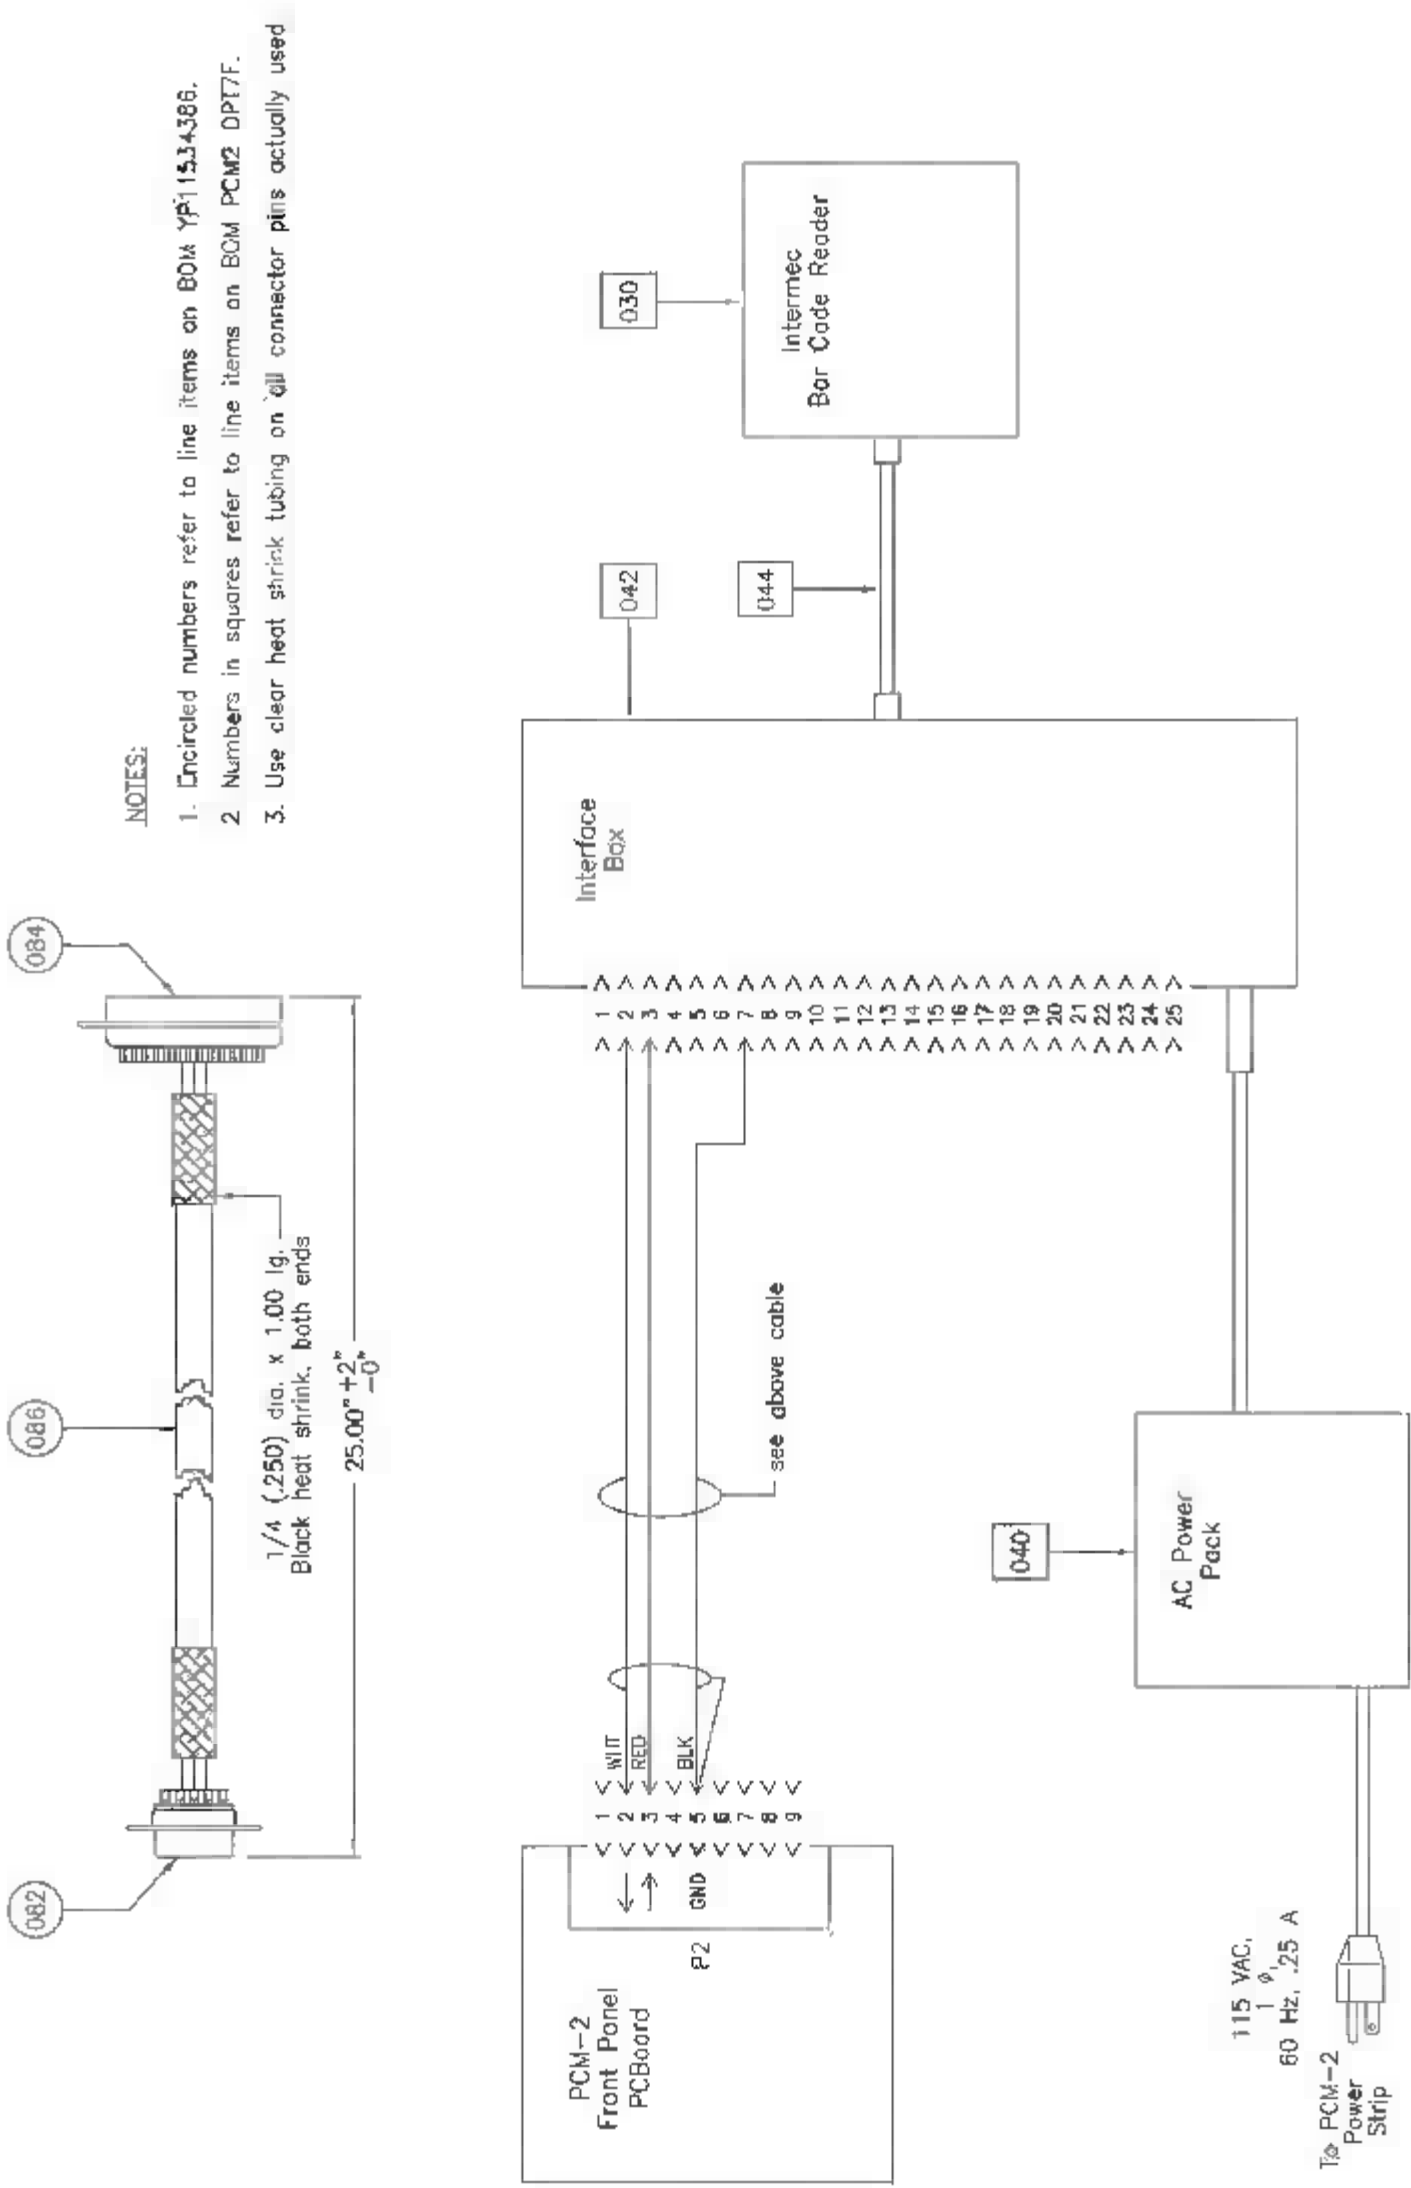 084
086
082
1/4 (.250) dia. x 1.00 lg.
Black heat shrink, both ends
25.00" +2"
-0"
NOTES:
1. Encircled numbers refer to line items on BOM
2. Numbers in squares refer to line items on BOM PCM2 DPT7F.
3. Use clear heat shrink tubing on all connector pins actually used
PCM-2
Front Panel
PCBoard
P2
GND
1
2
3
4
5
6
7
8
9
WHT
RED
BLK
see above cable
1
2
3
4
5
6
7
8
9
10
11
12
13
14
15
16
17
18
19
20
21
22
23
24
25
Interface
Box
042
044
030
Intermec
Bar Code Reader
040
AC Power
Pack
115 VAC,
1 ø,
60 Hz, .25 A
To PCM-2
Power
Strip